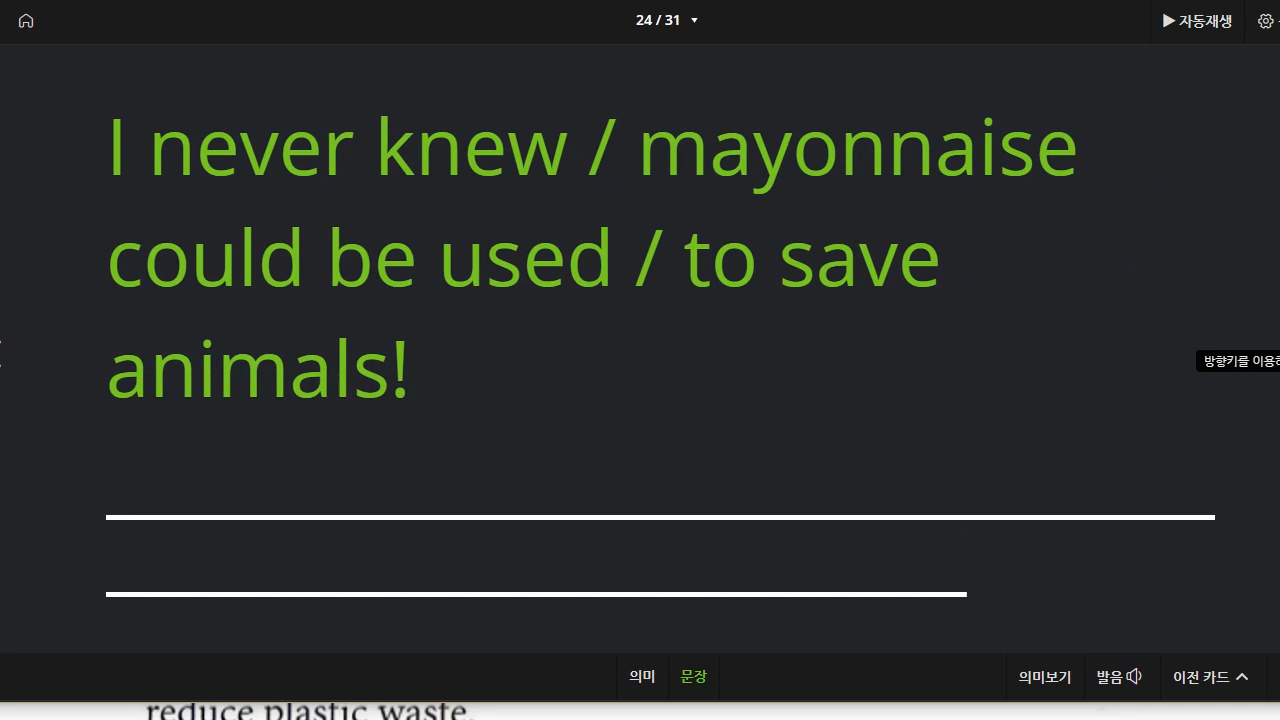 24 / 31
▶ 자동재생
I never knew / mayonnaise
could be used / to save
animals!
방향키를 이용
의미
문장
의미보기
발음
이전 카드
reduce plastic waste.